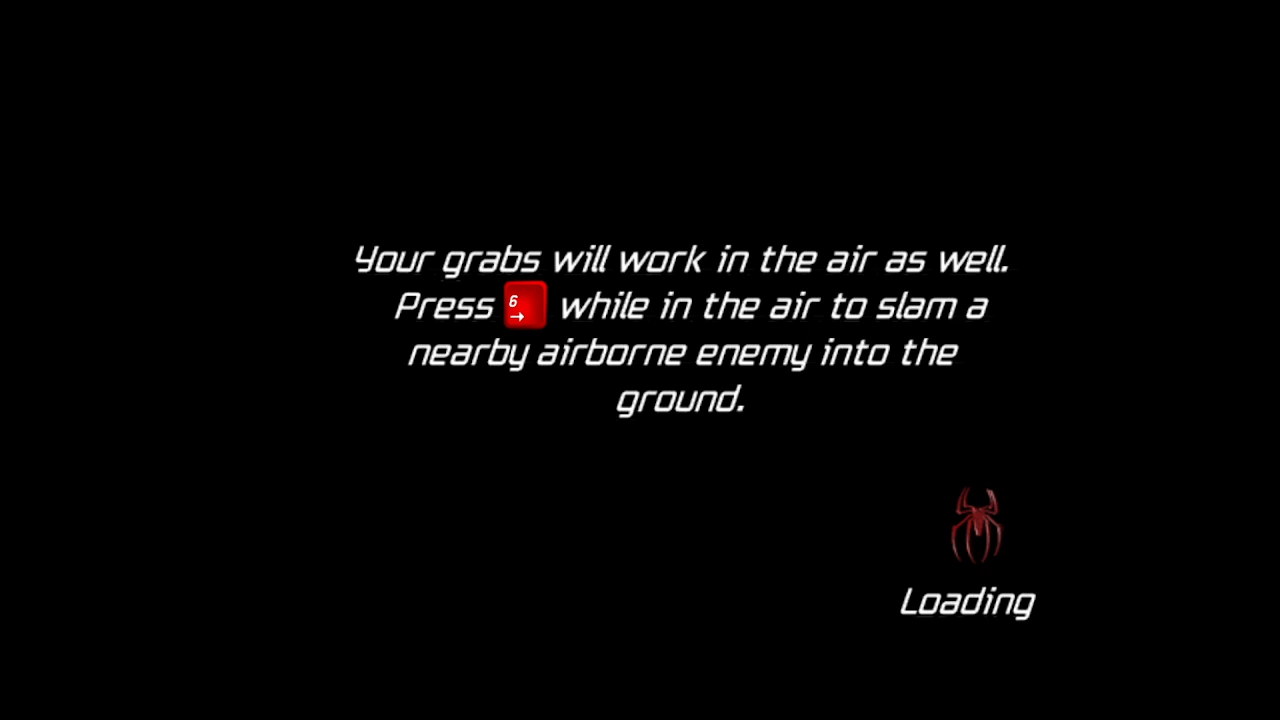 Your grabs will work in the air as well.
Press 6 → while in the air to slam a
nearby airborne enemy into the
ground.
Loading